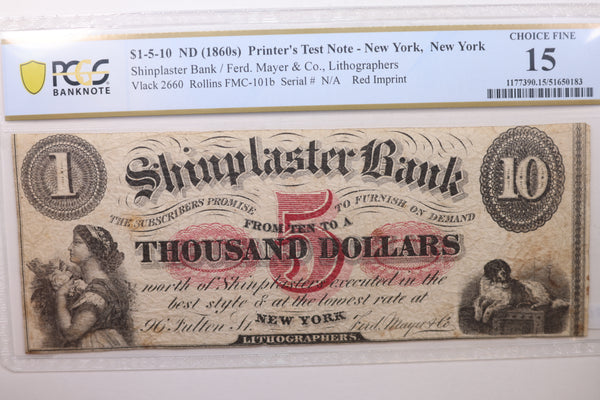 PCGS
BANKNOTE
$1-5-10 ND (1860s) Printer's Test Note - New York, New York
Shinplaster Bank / Ferd. Mayer & Co., Lithographers
Vlack 2660 Rollins FMC-101b Serial # N/A Red Imprint
CHOICE FINE
15
1177390.15/51650183
1
Shinplaster Bank
10
THE SUBSCRIBERS PROMISE TO FURNISH ON DEMAND
5
FROM TEN TO A
THOUSAND DOLLARS
worth of Shinplasters executed in the
best style & at the lowest rate at
96 Fulton St. NEW YORK Ferd. Mayer & Co
LITHOGRAPHERS